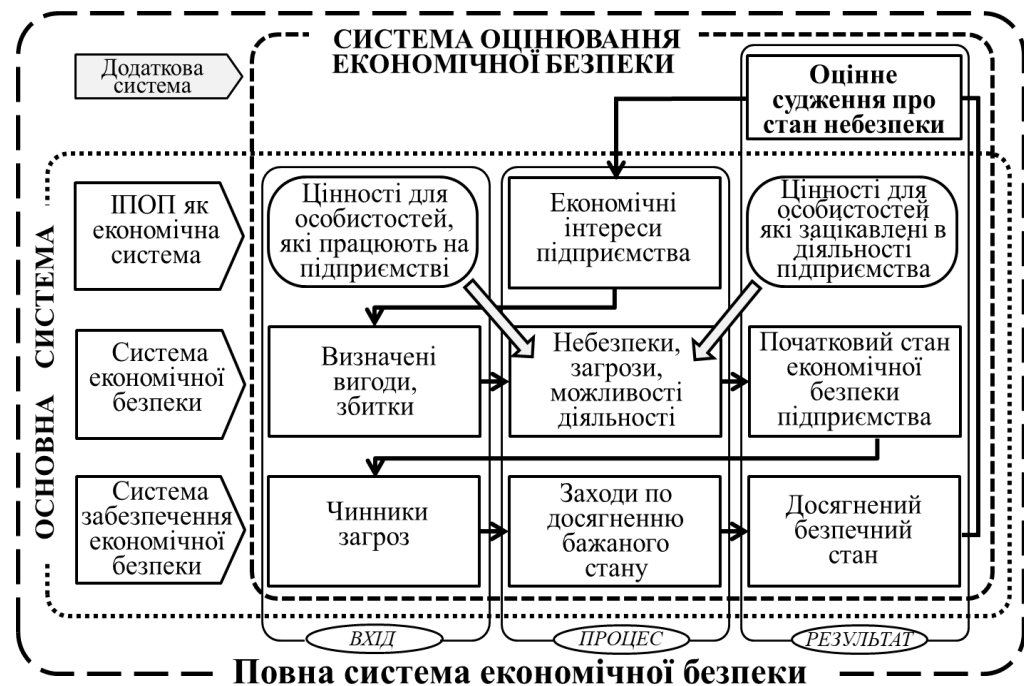 СИСТЕМА ОЦІНЮВАННЯ
ЕКОНОМІЧНОЇ БЕЗПЕКИ
Додаткова
система
Оцінне
судження про
стан небезпеки
ОСНОВНА СИСТЕМА
ІПОП як
економічна
система
Цінності для
особистостей,
які працюють на
підприємстві
Економічні
інтереси
підприємства
Цінності для
особистостей
які зацікавлені в
діяльності
підприємства
Система
економічної
безпеки
Визначені
вигоди,
збитки
Небезпеки,
загрози,
можливості
діяльності
Початковий стан
економічної
безпеки
підприємства
Система
забезпечення
економічної
безпеки
Чинники
загроз
Заходи по
досягненню
бажаного
стану
Досягнений
безпечний
стан
ВХІД
ПРОЦЕС
РЕЗУЛЬТАТ
Повна система економічної безпеки